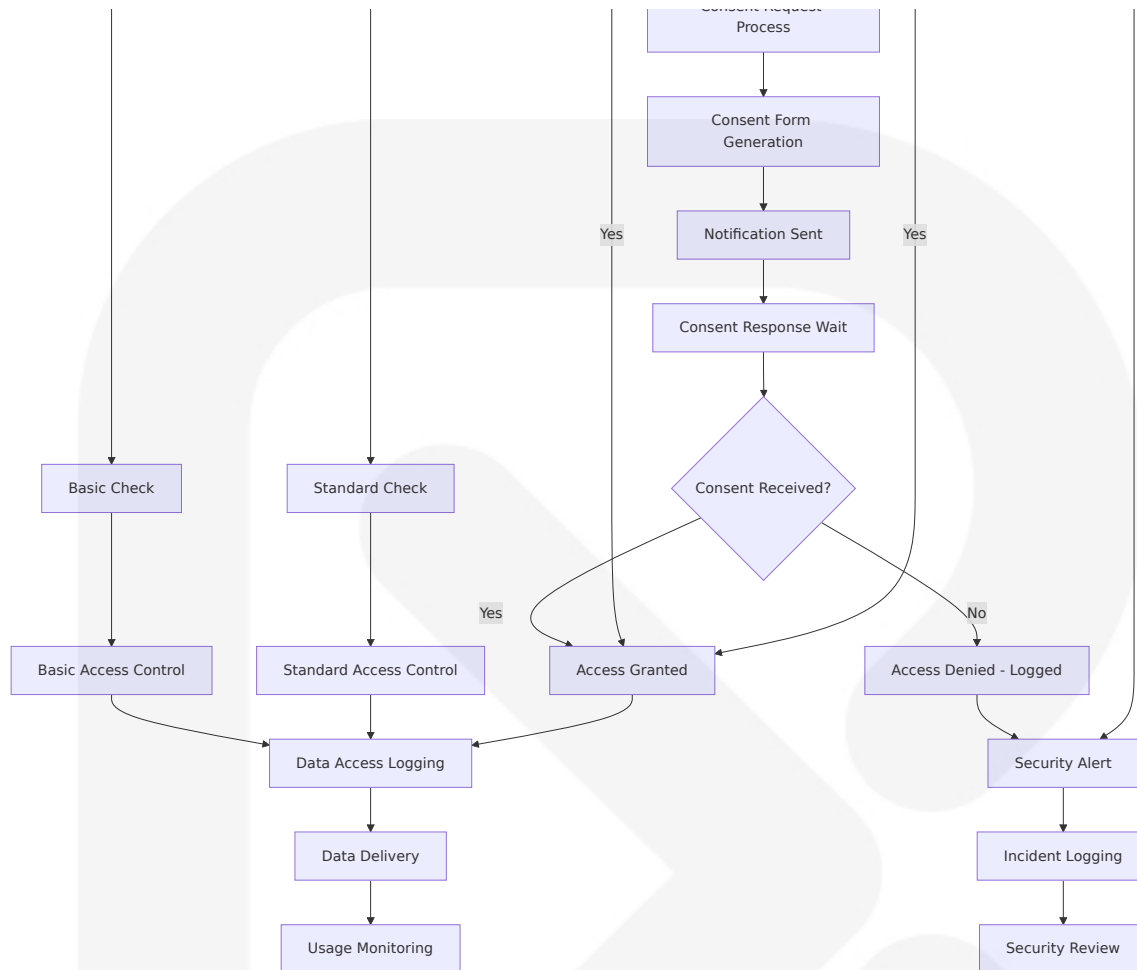 Consent Request
Process
Consent Form
Generation
Yes
Notification Sent
Yes
Consent Response Wait
Basic Check
Standard Check
Consent Received?
Yes
No
Basic Access Control
Standard Access Control
Access Granted
Access Denied - Logged
Data Access Logging
Security Alert
Data Delivery
Incident Logging
Usage Monitoring
Security Review